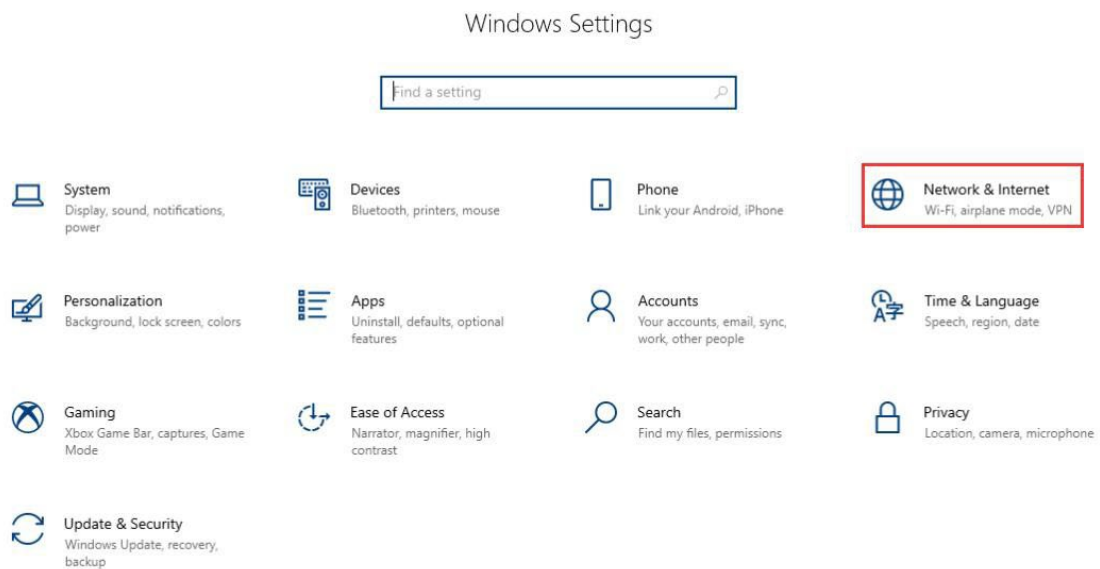 Windows Settings
Find a setting
System
Display, sound, notifications,
power
Devices
Bluetooth, printers, mouse
Phone
Link your Android, iPhone
Network & Internet
Wi-Fi, airplane mode, VPN
Personalization
Background, lock screen, colors
Apps
Uninstall, defaults, optional
features
Accounts
Your accounts, email, sync,
work, other people
Time & Language
Speech, region, date
Gaming
Xbox Game Bar, captures, Game
Mode
Ease of Access
Narrator, magnifier, high
contrast
Search
Find my files, permissions
Privacy
Location, camera, microphone
Update & Security
Windows Update, recovery,
backup